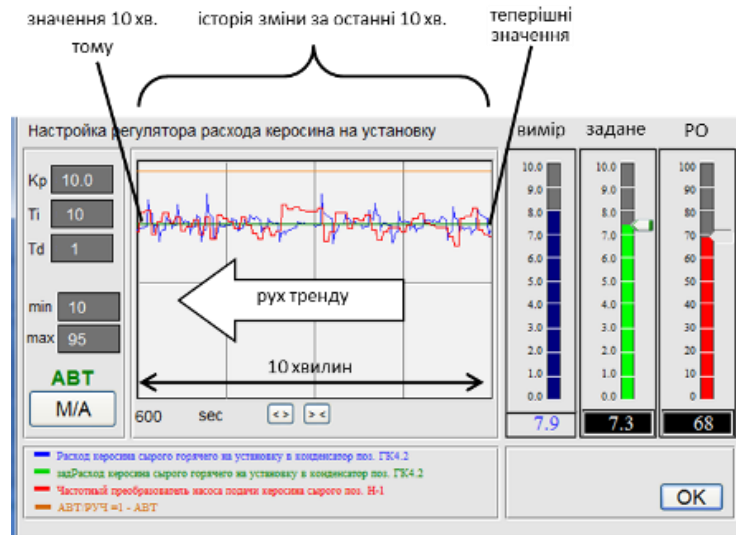 значення 10 хв.
тому
історія зміни за останні 10 хв.
теперішні
значення
Настройка регулятора расхода керосина на установку
вимір
задане
РО
Kp 10.0
Ti 10
Td 1
min 10
max 95
АВТ
М/А
рух тренду
10 хвилин
600 sec < > > <
10.0
9.0
8.0
7.0
6.0
5.0
4.0
3.0
2.0
1.0
0.0
7.9
10.0
9.0
8.0
7.0
6.0
5.0
4.0
3.0
2.0
1.0
0.0
7.3
100
90
80
70
60
50
40
30
20
10
0
68
Расход керосина сырого горячего на установку в конденсатор поз. ГК4.2
задРасход керосина сырого горячего на установку в конденсатор поз. ГК4.2
Частотный преобразователь насоса подачи керосина сырого поз. Н-1
АВТ/РУЧ =1 - АВТ
OK